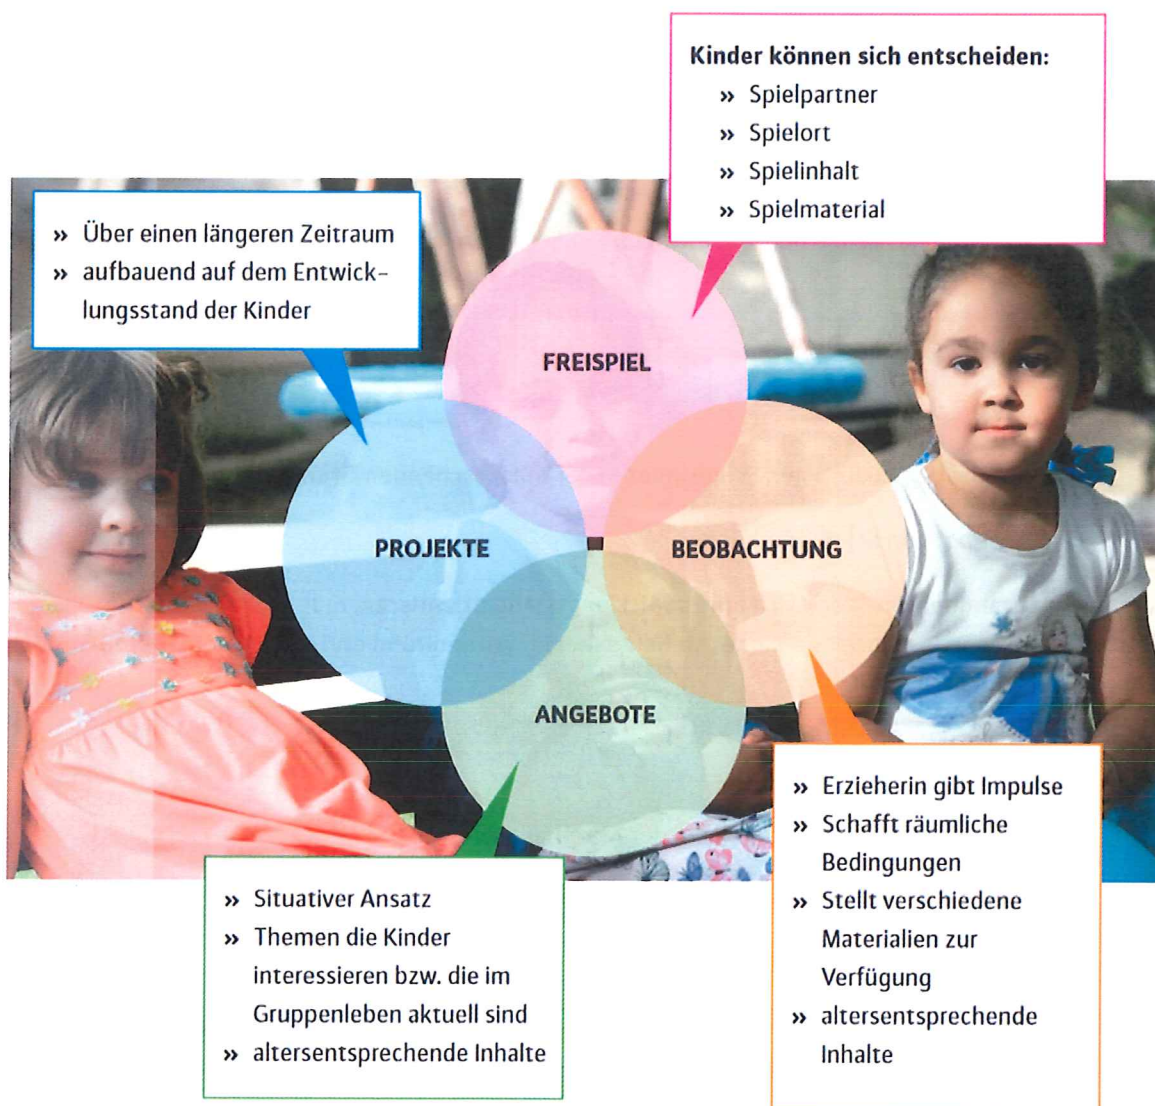 Kinder können sich entscheiden:
» Spielpartner
» Spielort
» Spielinhalt
» Spielmaterial
» Über einen längeren Zeitraum
» aufbauend auf dem Entwick-
lungsstand der Kinder
FREISPIEL
PROJEKTE
BEOBACHTUNG
ANGEBOTE
» Situativer Ansatz
» Themen die Kinder
interessieren bzw. die im
Gruppenleben aktuell sind
» altersentsprechende Inhalte
» Erzieherin gibt Impulse
» Schafft räumliche
Bedingungen
» Stellt verschiedene
Materialien zur
Verfügung
» altersentsprechende
Inhalte